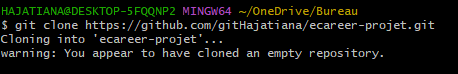 HAJATIANA@DESKTOP-5FQQNP2 MINGW64 ~/OneDrive/Bureau
$ git clone https://github.com/gitHajatiana/ecareer-projet.git
Cloning into 'ecareer-projet'...
warning: You appear to have cloned an empty repository.